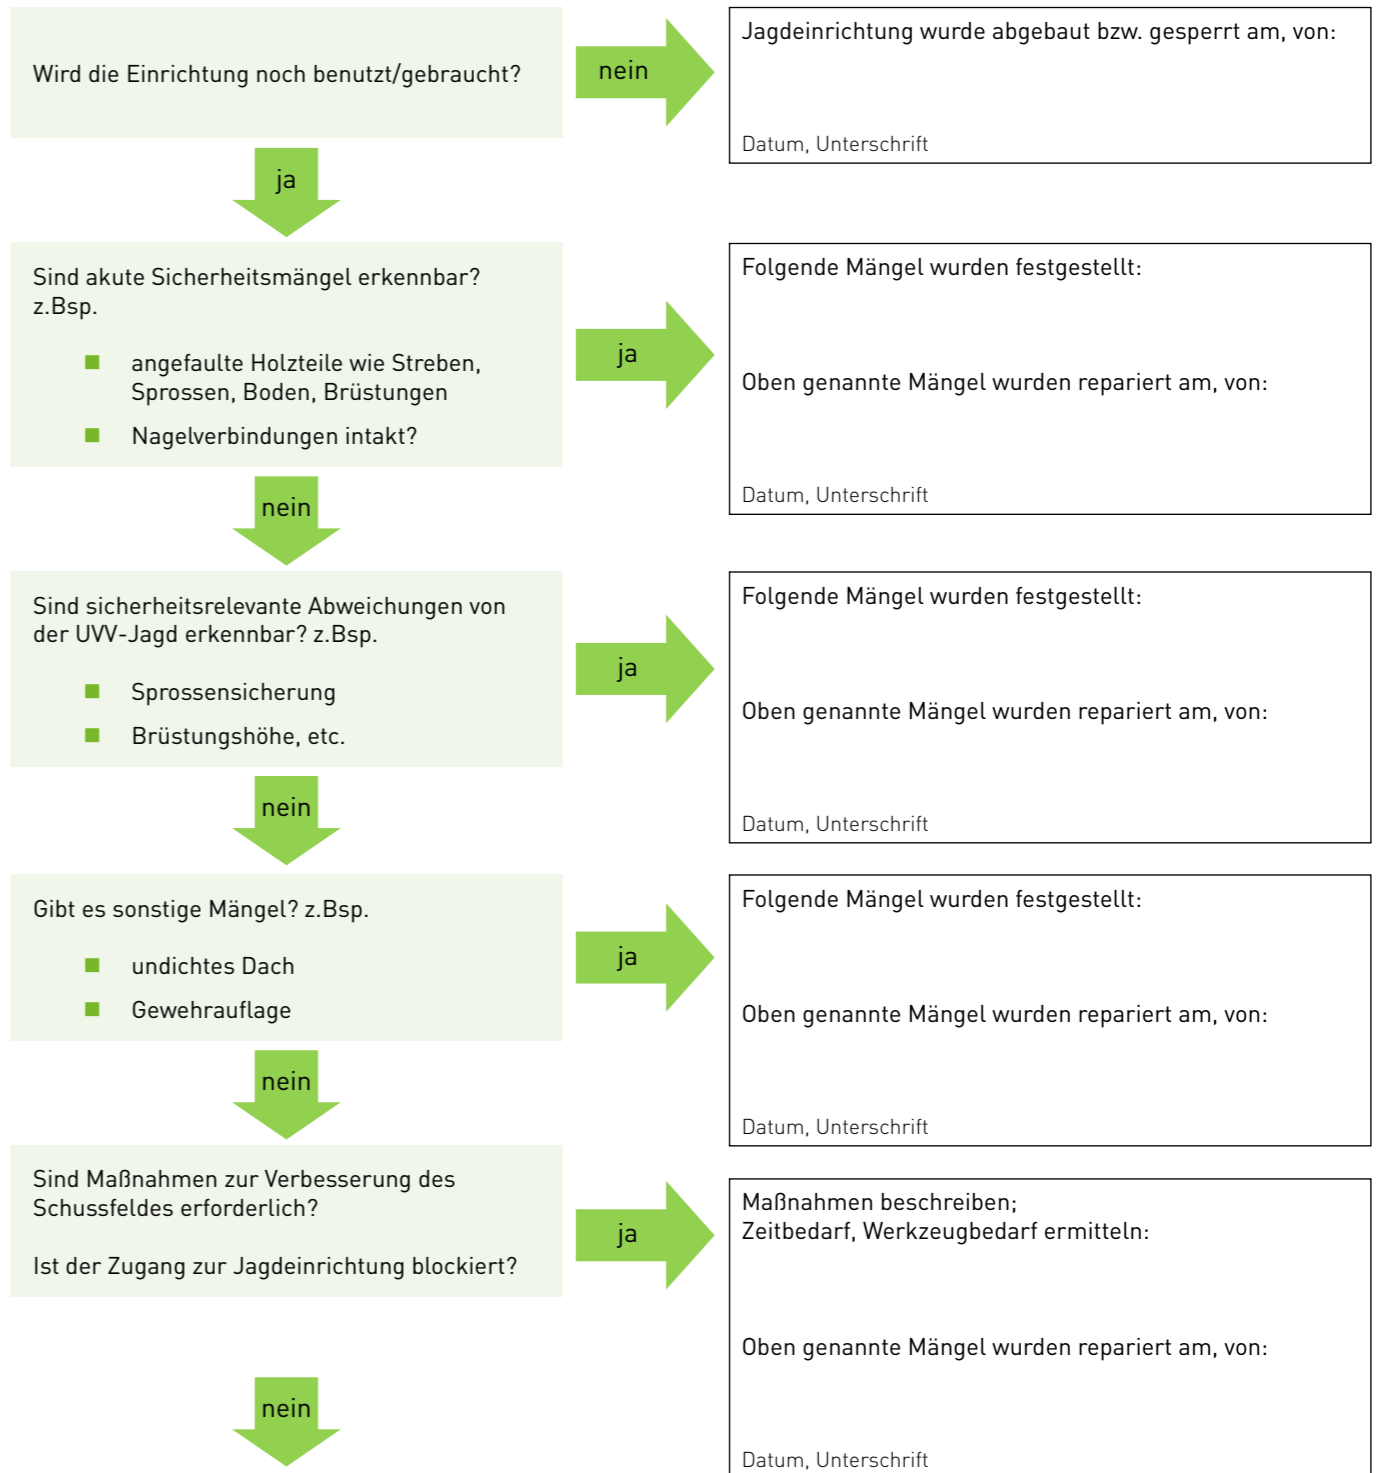 Wird die Einrichtung noch benutzt/gebraucht?
nein
Jagdeinrichtung wurde abgebaut bzw. gesperrt am, von:
Datum, Unterschrift
ja
Sind akute Sicherheitsmängel erkennbar?
z.Bsp.
angefaulte Holzteile wie Streben,
Sprossen, Boden, Brüstungen
Nagelverbindungen intakt?
ja
Folgende Mängel wurden festgestellt:
Oben genannte Mängel wurden repariert am, von:
Datum, Unterschrift
nein
Sind sicherheitsrelevante Abweichungen von
der UVV-Jagd erkennbar? z.Bsp.
Sprossensicherung
Brüstungshöhe, etc.
ja
Folgende Mängel wurden festgestellt:
Oben genannte Mängel wurden repariert am, von:
Datum, Unterschrift
nein
Gibt es sonstige Mängel? z.Bsp.
undichtes Dach
Gewehrauflage
ja
Folgende Mängel wurden festgestellt:
Oben genannte Mängel wurden repariert am, von:
Datum, Unterschrift
nein
Sind Maßnahmen zur Verbesserung des
Schussfeldes erforderlich?
Ist der Zugang zur Jagdeinrichtung blockiert?
ja
Maßnahmen beschreiben;
Zeitbedarf, Werkzeugbedarf ermitteln:
Oben genannte Mängel wurden repariert am, von:
Datum, Unterschrift
nein